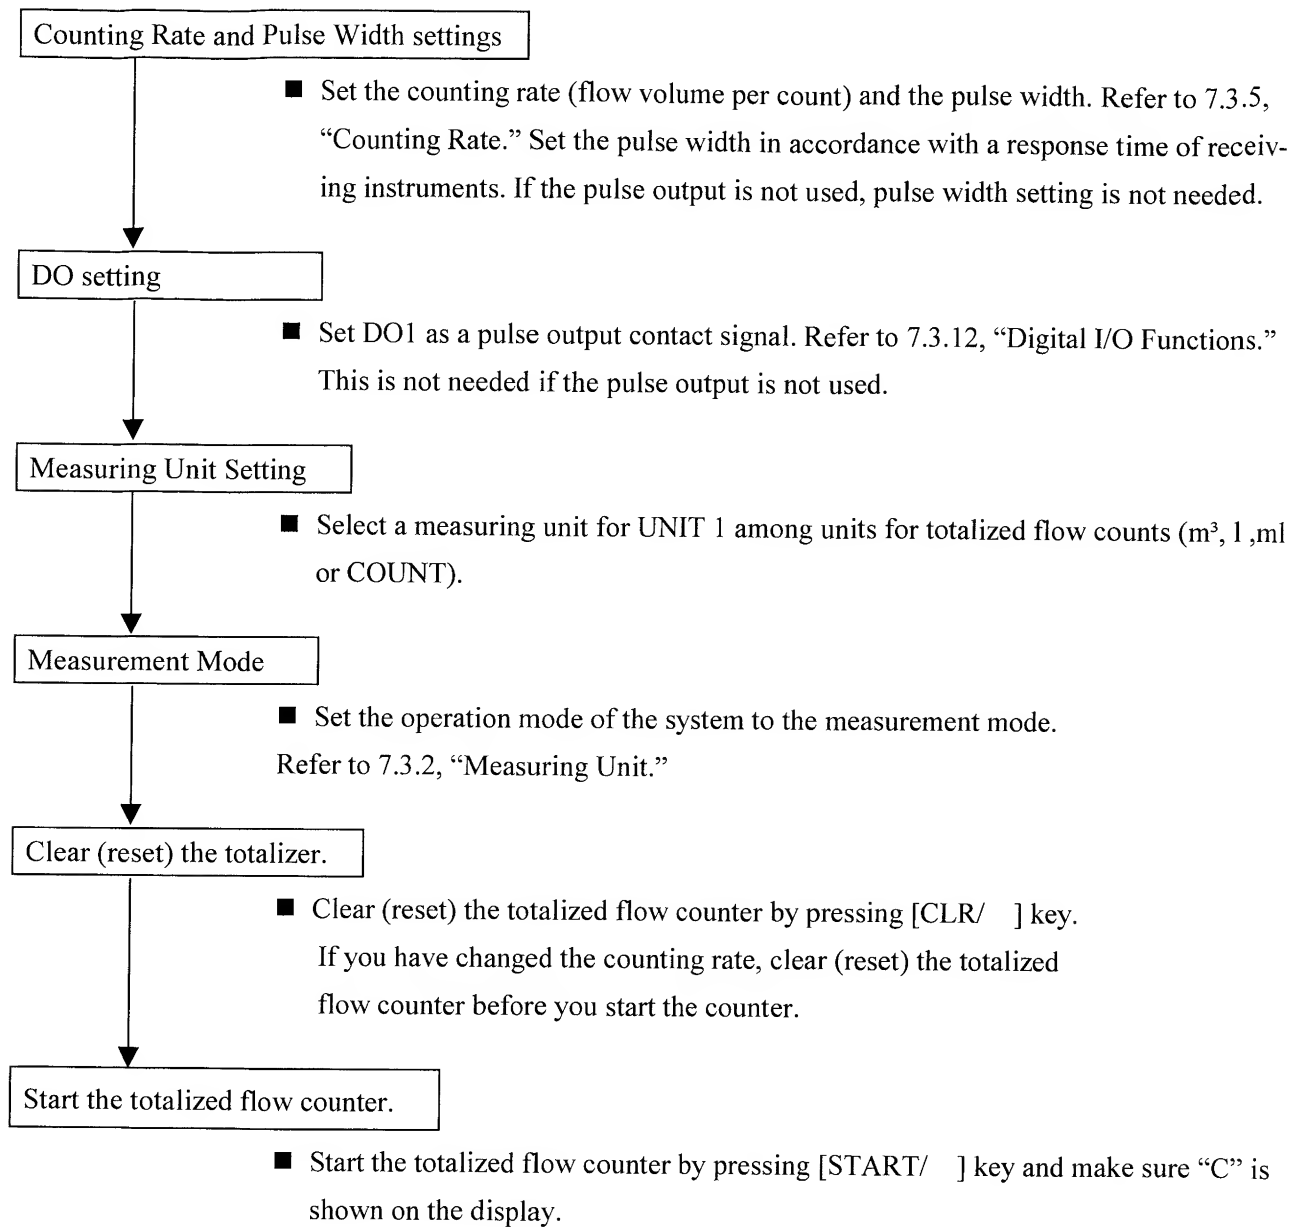 Counting Rate and Pulse Width settings
■ Set the counting rate (flow volume per count) and the pulse width. Refer to 7.3.5,
“Counting Rate.” Set the pulse width in accordance with a response time of receiv-
ing instruments. If the pulse output is not used, pulse width setting is not needed.
DO setting
■ Set DO1 as a pulse output contact signal. Refer to 7.3.12, “Digital I/O Functions.”
This is not needed if the pulse output is not used.
Measuring Unit Setting
■ Select a measuring unit for UNIT 1 among units for totalized flow counts (m³, l ,ml
or COUNT).
Measurement Mode
■ Set the operation mode of the system to the measurement mode.
Refer to 7.3.2, “Measuring Unit.”
Clear (reset) the totalizer.
■ Clear (reset) the totalized flow counter by pressing [CLR/   ] key.
If you have changed the counting rate, clear (reset) the totalized
flow counter before you start the counter.
Start the totalized flow counter.
■ Start the totalized flow counter by pressing [START/   ] key and make sure “C” is
shown on the display.